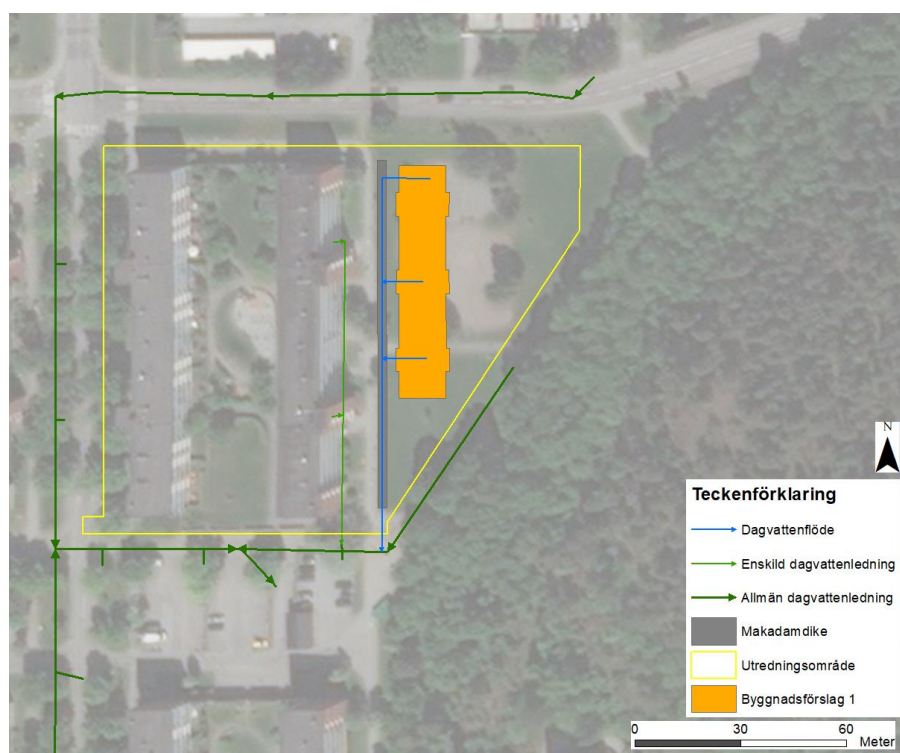 N
Teckenförklaring
Dagvattenflöde
Enskild dagvattenledning
Allmän dagvattenledning
Makadamdike
Utredningsområde
Byggnadsförslag 1
0 30 60
Meter